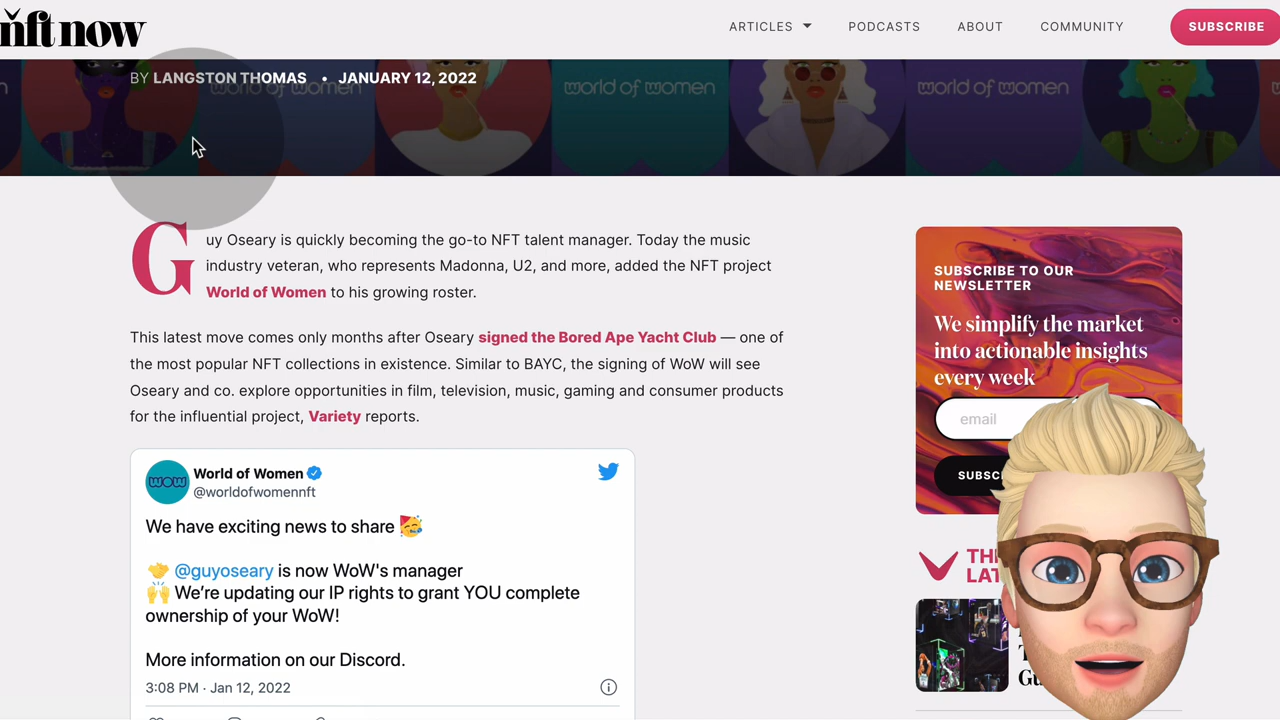 nft now
ARTICLES PODCASTS ABOUT COMMUNITY SUBSCRIBE
BY LANGSTON THOMAS • JANUARY 12, 2022
world of women world of women world of women
Guy Oseary is quickly becoming the go-to NFT talent manager. Today the music
industry veteran, who represents Madonna, U2, and more, added the NFT project
World of Women to his growing roster.
This latest move comes only months after Oseary signed the Bored Ape Yacht Club — one of
the most popular NFT collections in existence. Similar to BAYC, the signing of WoW will see
Oseary and co. explore opportunities in film, television, music, gaming and consumer products
for the influential project, Variety reports.
World of Women
@worldofwomennft
We have exciting news to share 🥳
🤝 @guyoseary is now WoW's manager
🙌 We’re updating our IP rights to grant YOU complete
ownership of your WoW!
More information on our Discord.
3:08 PM · Jan 12, 2022
WOW
SUBSCRIBE TO OUR
NEWSLETTER
We simplify the market
into actionable insights
every week
email